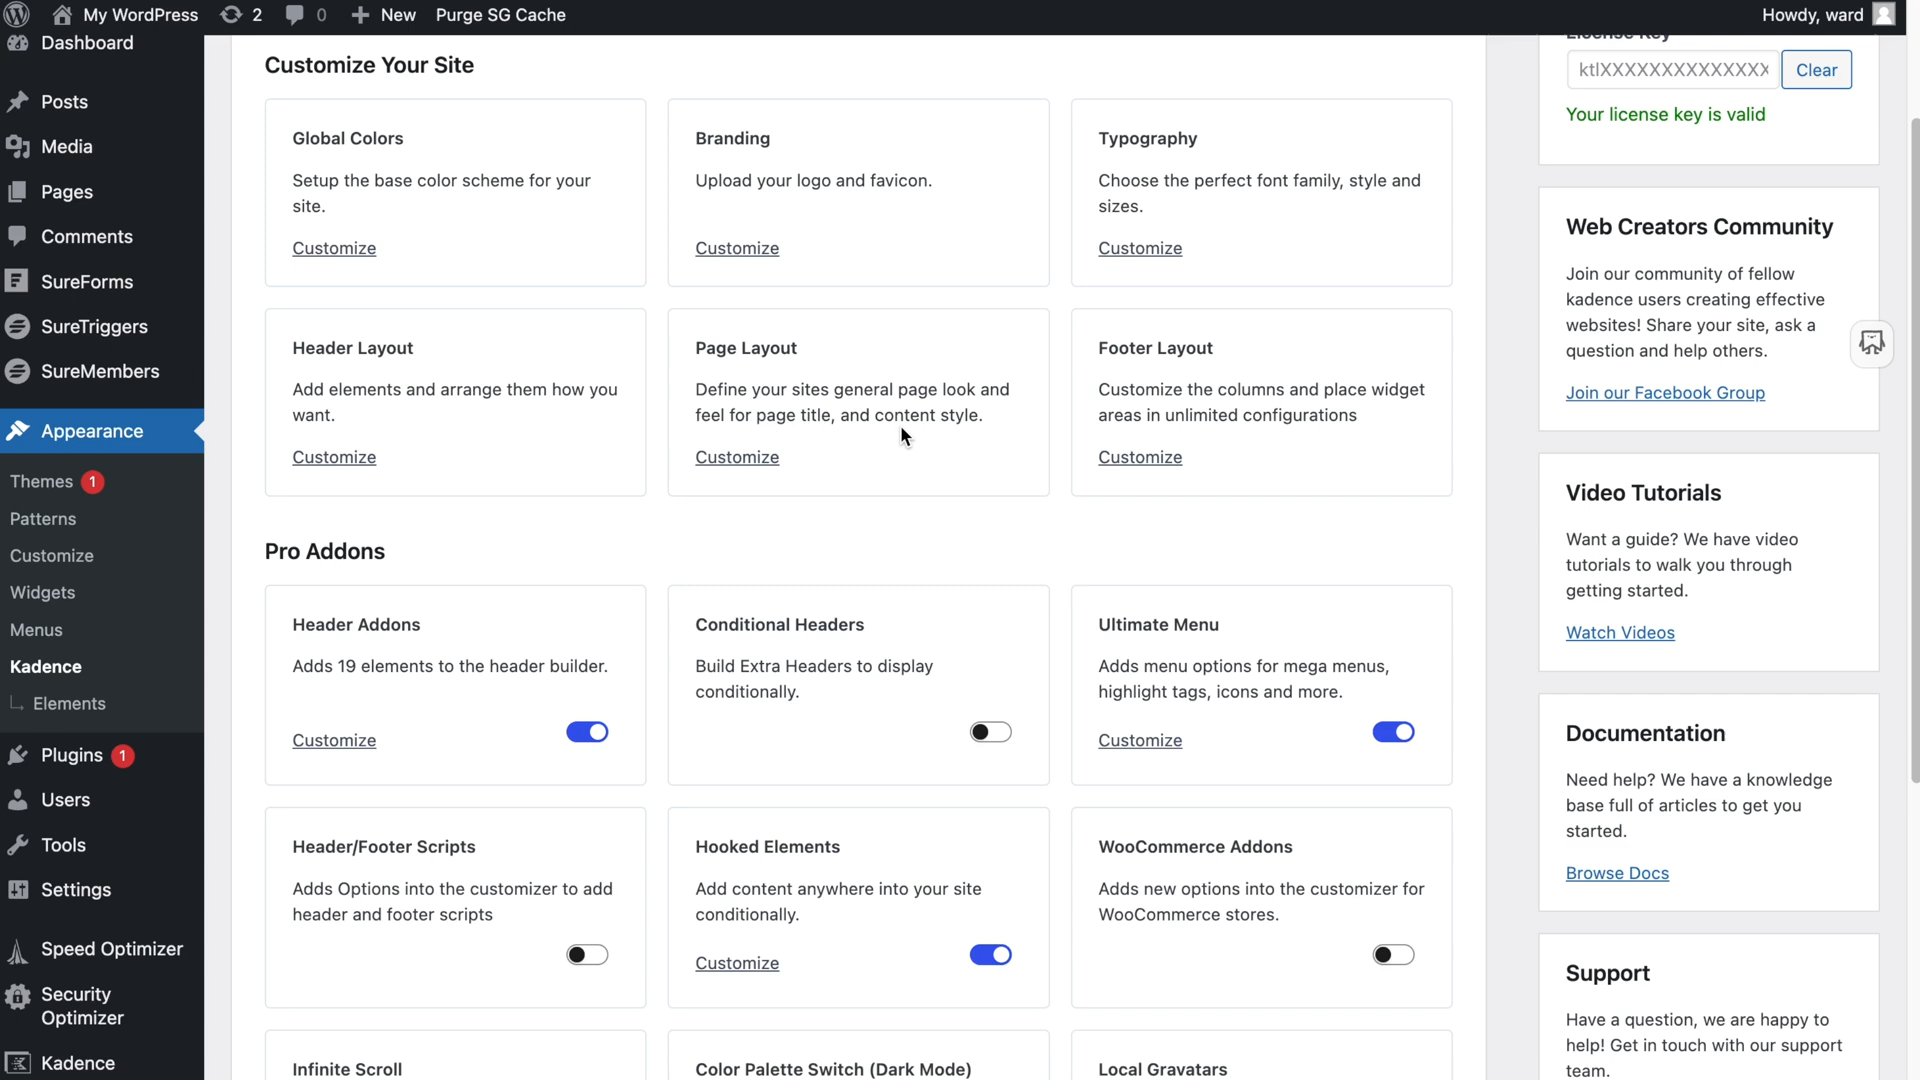 My WordPress 2 0 New Purge SG Cache Howdy, ward
Dashboard
Posts
Media
Pages
Comments
SureForms
SureTriggers
SureMembers
Appearance
Themes 1
Patterns
Customize
Widgets
Menus
Kadence
Elements
Plugins 1
Users
Tools
Settings
Speed Optimizer
Security
Optimizer
Kadence
Customize Your Site
Global Colors
Setup the base color scheme for your
site.
Customize
Branding
Upload your logo and favicon.
Customize
Typography
Choose the perfect font family, style and
sizes.
Customize
Header Layout
Add elements and arrange them how you
want.
Customize
Page Layout
Define your sites general page look and
feel for page title, and content style.
Customize
Footer Layout
Customize the columns and place widget
areas in unlimited configurations
Customize
Pro Addons
Header Addons
Adds 19 elements to the header builder.
Customize
Conditional Headers
Build Extra Headers to display
conditionally.
Ultimate Menu
Adds menu options for mega menus,
highlight tags, icons and more.
Customize
Header/Footer Scripts
Adds Options into the customizer to add
header and footer scripts
Hooked Elements
Add content anywhere into your site
conditionally.
Customize
WooCommerce Addons
Adds new options into the customizer for
WooCommerce stores.
Infinite Scroll
Color Palette Switch (Dark Mode)
Local Gravatars
License Key
ktlXXXXXXXXXXXXXX Clear
Your license key is valid
Web Creators Community
Join our community of fellow
kadence users creating effective
websites! Share your site, ask a
question and help others.
Join our Facebook Group
Video Tutorials
Want a guide? We have video
tutorials to walk you through
getting started.
Watch Videos
Documentation
Need help? We have a knowledge
base full of articles to get you
started.
Browse Docs
Support
Have a question, we are happy to
help! Get in touch with our support
team.